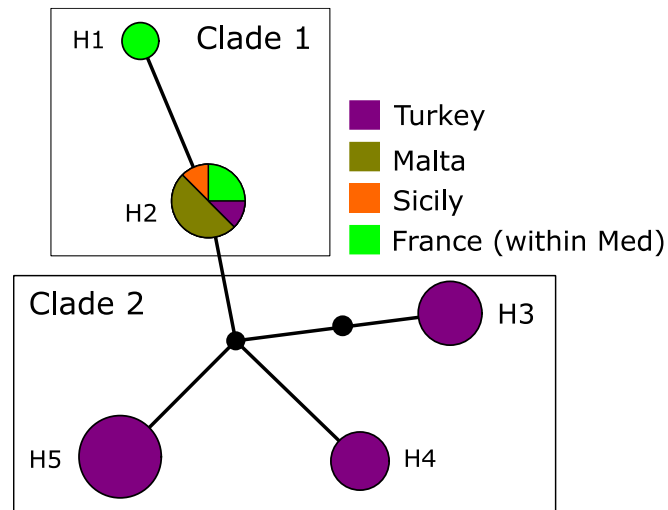 H1
Clade 1
Turkey
Malta
Sicily
France (within Med)
H2
Clade 2
H3
H5
H4